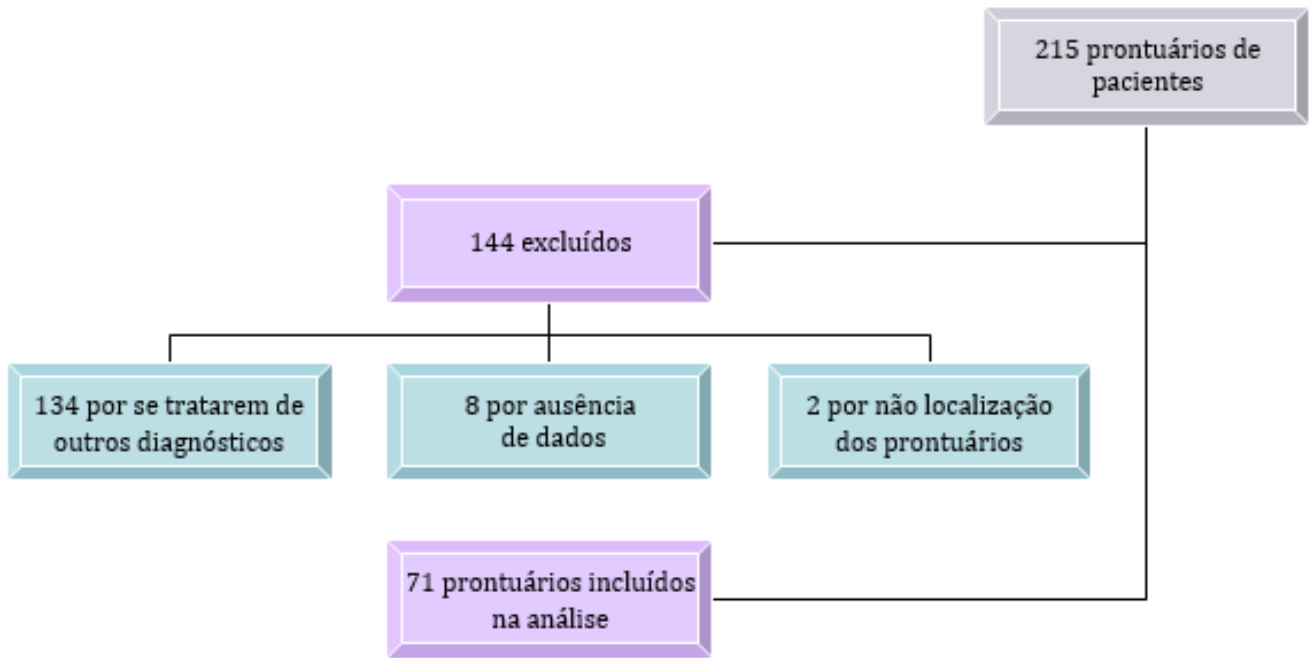 215 prontuários de
pacientes
144 excluídos
134 por se tratarem de
outros diagnósticos
8 por ausência
de dados
2 por não localização
dos prontuários
71 prontuários incluídos
na análise